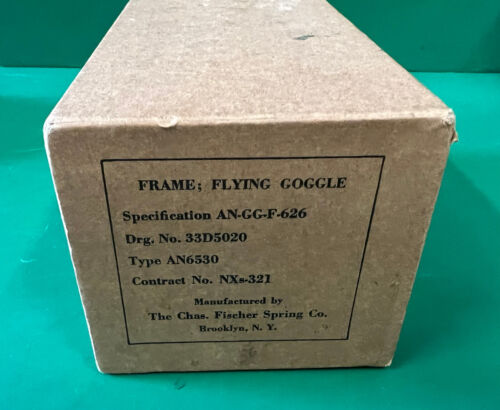 FRAME; FLYING GOGGLE
Specification AN-GG-F-626
Drg. No. 33D5020
Type AN6530
Contract No. NXs-321
Manufactured by
The Chas. Fischer Spring Co.
Brooklyn, N. Y.